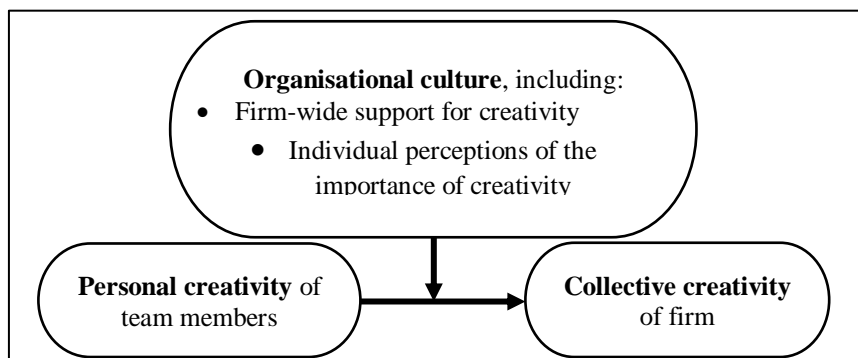 Organisational culture, including:
• Firm-wide support for creativity
• Individual perceptions of the
importance of creativity
Personal creativity of
team members
Collective creativity
of firm